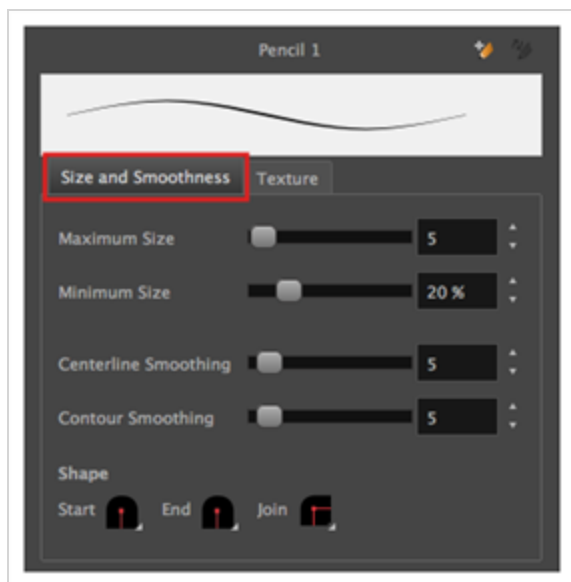 Pencil 1
Size and Smoothness Texture
Maximum Size 5
Minimum Size 20 %
Centerline Smoothing 5
Contour Smoothing 5
Shape
Start End Join